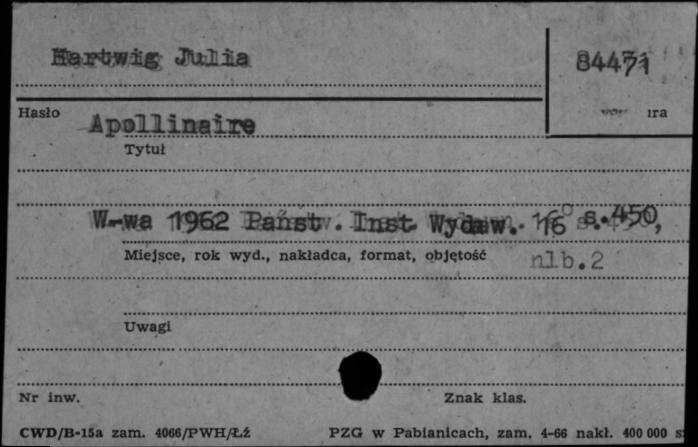 Hartwig Julia
84471
Hasło
ira
Apollinaire
Tytuł
W-wa 1962 Państ. Inst. Wydaw. 16° s.450,
Miejsce, rok wyd., nakładca, format, objętość
nlb.2
Uwagi
Nr inw.
Znak klas.
CWD/B-15a zam. 4066/PWH/Łź
PZG w Pabianicach, zam. 4-66 nakł. 400 000 s